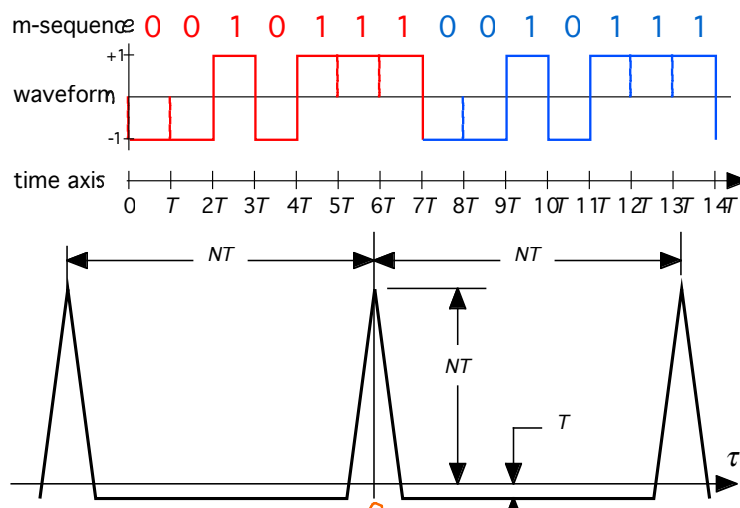 m-sequence 0 0 1 0 1 1 1 0 0 1 0 1 1 1
+1
waveform 0
-1
time axis
0 T 2T 3T 4T 5T 6T 7T 8T 9T 10T 11T 12T 13T 14T
NT NT
NT
T
τ